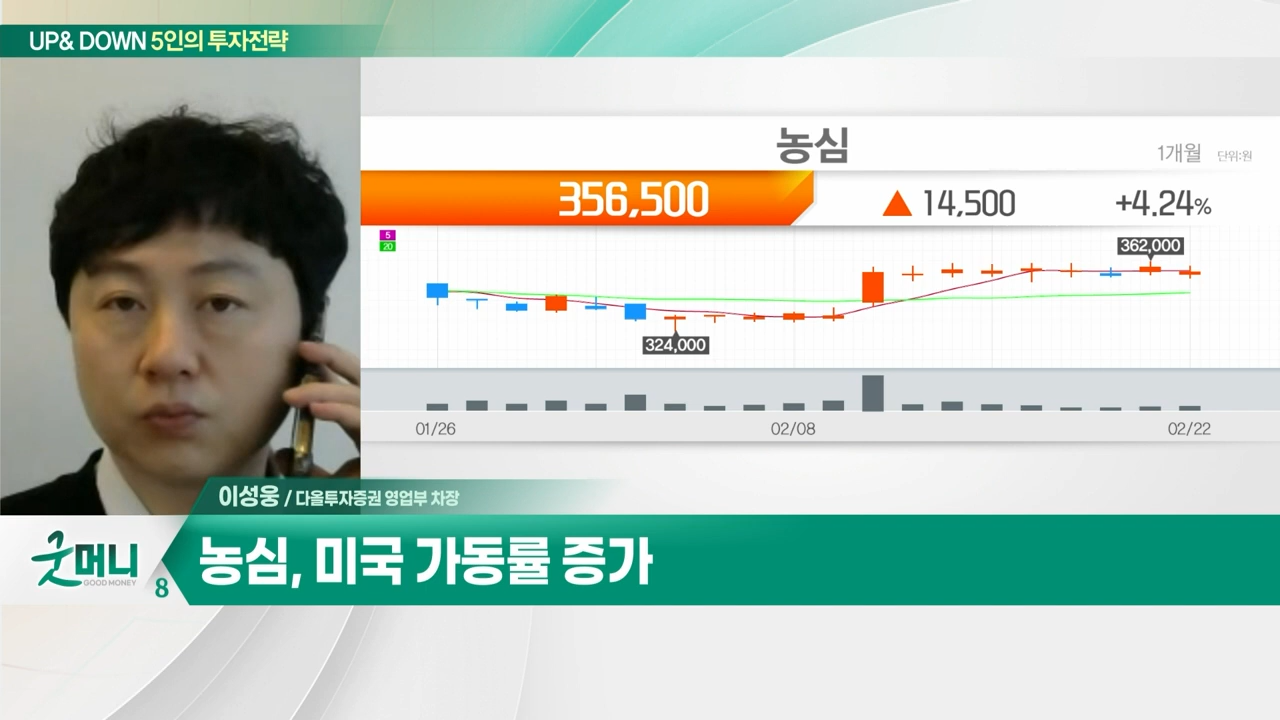 UP& DOWN 5인의 투자전략
농심
1개월 단위:원
356,500 ▲ 14,500 +4.24%
5
20
362,000
324,000
01/26 02/08 02/22
이성웅 / 다올투자증권 영업부 차장
굿머니
GOOD MONEY
8
농심, 미국 가동률 증가